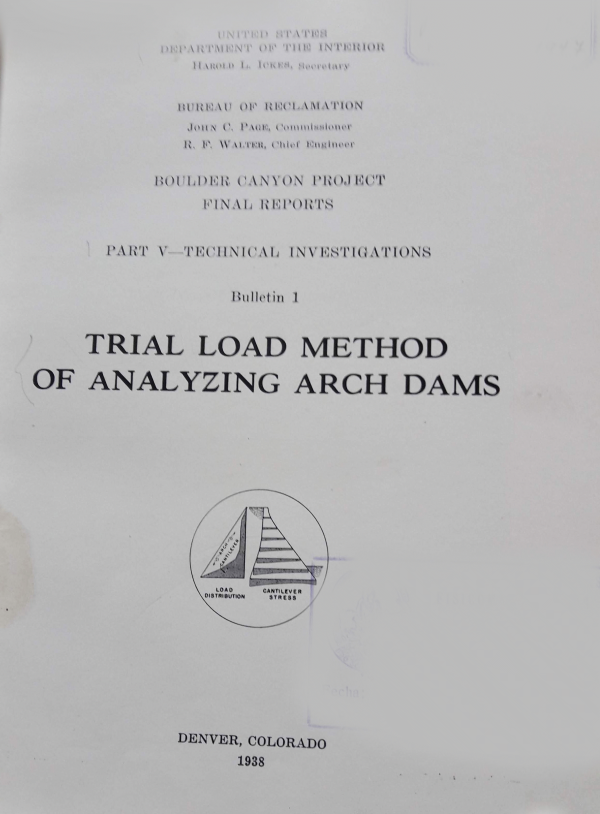 UNITED STATES
DEPARTMENT OF THE INTERIOR
HAROLD L. ICKES, Secretary
BUREAU OF RECLAMATION
JOHN C. PAGE, Commissioner
R. F. WALTER, Chief Engineer
BOULDER CANYON PROJECT
FINAL REPORTS
PART V—TECHNICAL INVESTIGATIONS
Bulletin 1
TRIAL LOAD METHOD
OF ANALYZING ARCH DAMS
ARCH
CANTILEVER
LOAD DISTRIBUTION
CANTILEVER STRESS
DENVER, COLORADO
1938